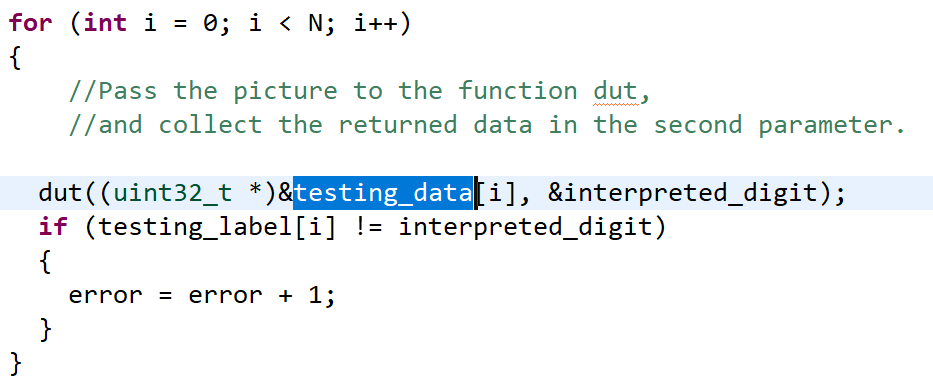 for (int i = 0; i < N; i++)
{
    //Pass the picture to the function dut,
    //and collect the returned data in the second parameter.
  dut((uint32_t *)&testing_data[i], &interpreted_digit);
  if (testing_label[i] != interpreted_digit)
  {
    error = error + 1;
  }
}